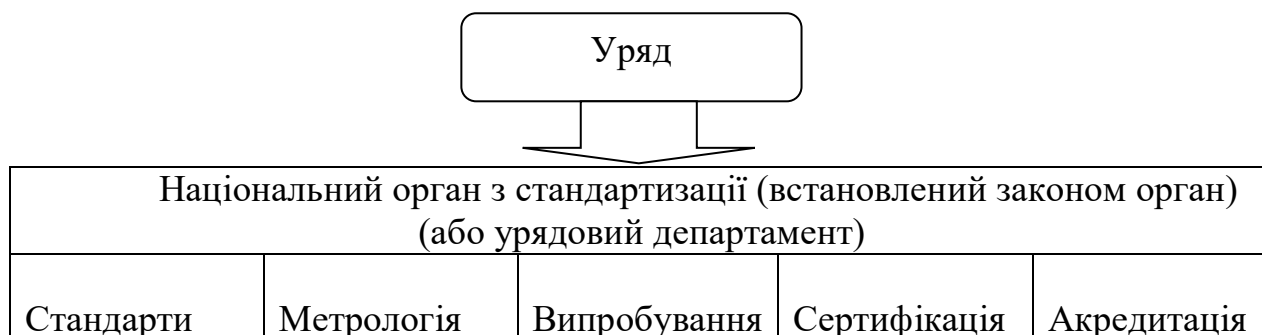 Уряд
Національний орган з стандартизації (встановлений законом орган)
(або урядовий департамент)
Стандарти Метрологія Випробування Сертифікація Акредитація